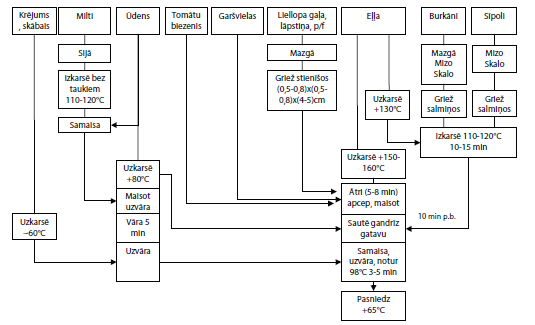 Krējums
, skābais
Milti
Ūdens
Tomātu
biezenis
Garšvielas
Liellopa gaļa,
lāpstiņa, p/f
Eļļa
Burkāni
Sīpoli
Sijā
Mazgā
Mazgā
Mizo
Skalo
Mizo
Skalo
Izkarsē bez
taukiem
110-120°C
Griež stienišos
(0,5-0,8)x(0,5-
0,8)x(4-5)cm
Uzkarsē
+130°C
Griež
salmiņos
Griež
salmiņos
Samaisa
Izkarsē 110-120°C
10-15 min
Uzkarsē +150-
160°C
Uzkarsē
+80°C
Maisot
uzvāra
Ātri (5-8 min)
apcep, maisot
Uzkarsē
~60°C
Vāra 5
min
Sautē gandrīz
gatavu
10 min p.b.
Uzvāra
Samaisa,
uzvāra, notur
98°C 3-5 min
Pasniedz
+65°C